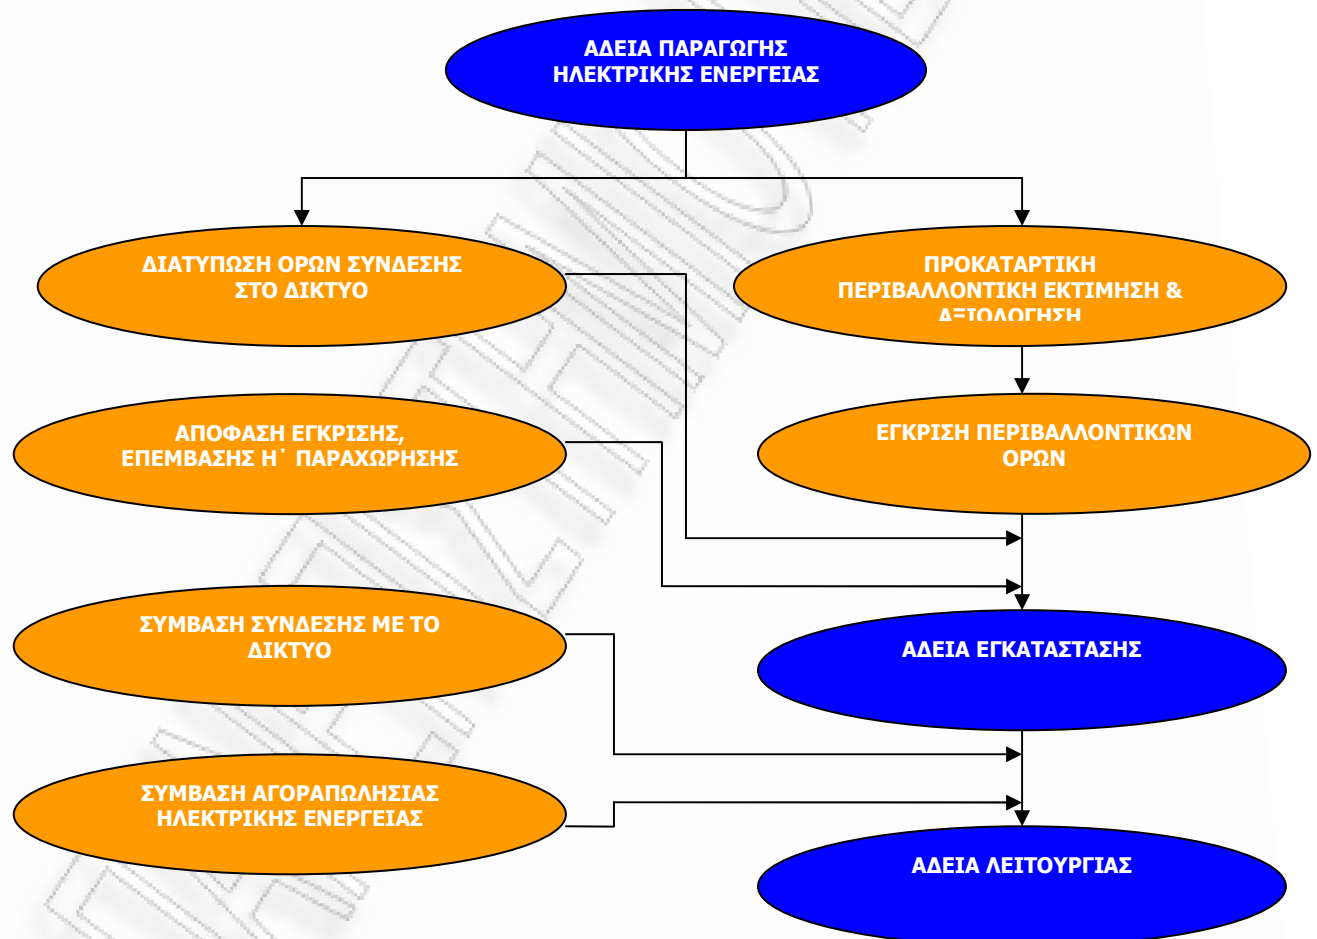 ΑΔΕΙΑ ΠΑΡΑΓΩΓΗΣ
ΗΛΕΚΤΡΙΚΗΣ ΕΝΕΡΓΕΙΑΣ
ΔΙΑΤΥΠΩΣΗ ΟΡΩΝ ΣΥΝΔΕΣΗΣ
ΣΤΟ ΔΙΚΤΥΟ
ΠΡΟΚΑΤΑΡΤΙΚΗ
ΠΕΡΙΒΑΛΛΟΝΤΙΚΗ ΕΚΤΙΜΗΣΗ &
ΑΞΙΟΛΟΓΗΣΗ
ΑΠΟΦΑΣΗ ΕΓΚΡΙΣΗΣ,
ΕΠΕΜΒΑΣΗΣ Η΄ ΠΑΡΑΧΩΡΗΣΗΣ
ΕΓΚΡΙΣΗ ΠΕΡΙΒΑΛΛΟΝΤΙΚΩΝ
ΟΡΩΝ
ΣΥΜΒΑΣΗ ΣΥΝΔΕΣΗΣ ΜΕ ΤΟ
ΔΙΚΤΥΟ
ΑΔΕΙΑ ΕΓΚΑΤΑΣΤΑΣΗΣ
ΣΥΜΒΑΣΗ ΑΓΟΡΑΠΩΛΗΣΙΑΣ
ΗΛΕΚΤΡΙΚΗΣ ΕΝΕΡΓΕΙΑΣ
ΑΔΕΙΑ ΛΕΙΤΟΥΡΓΙΑΣ